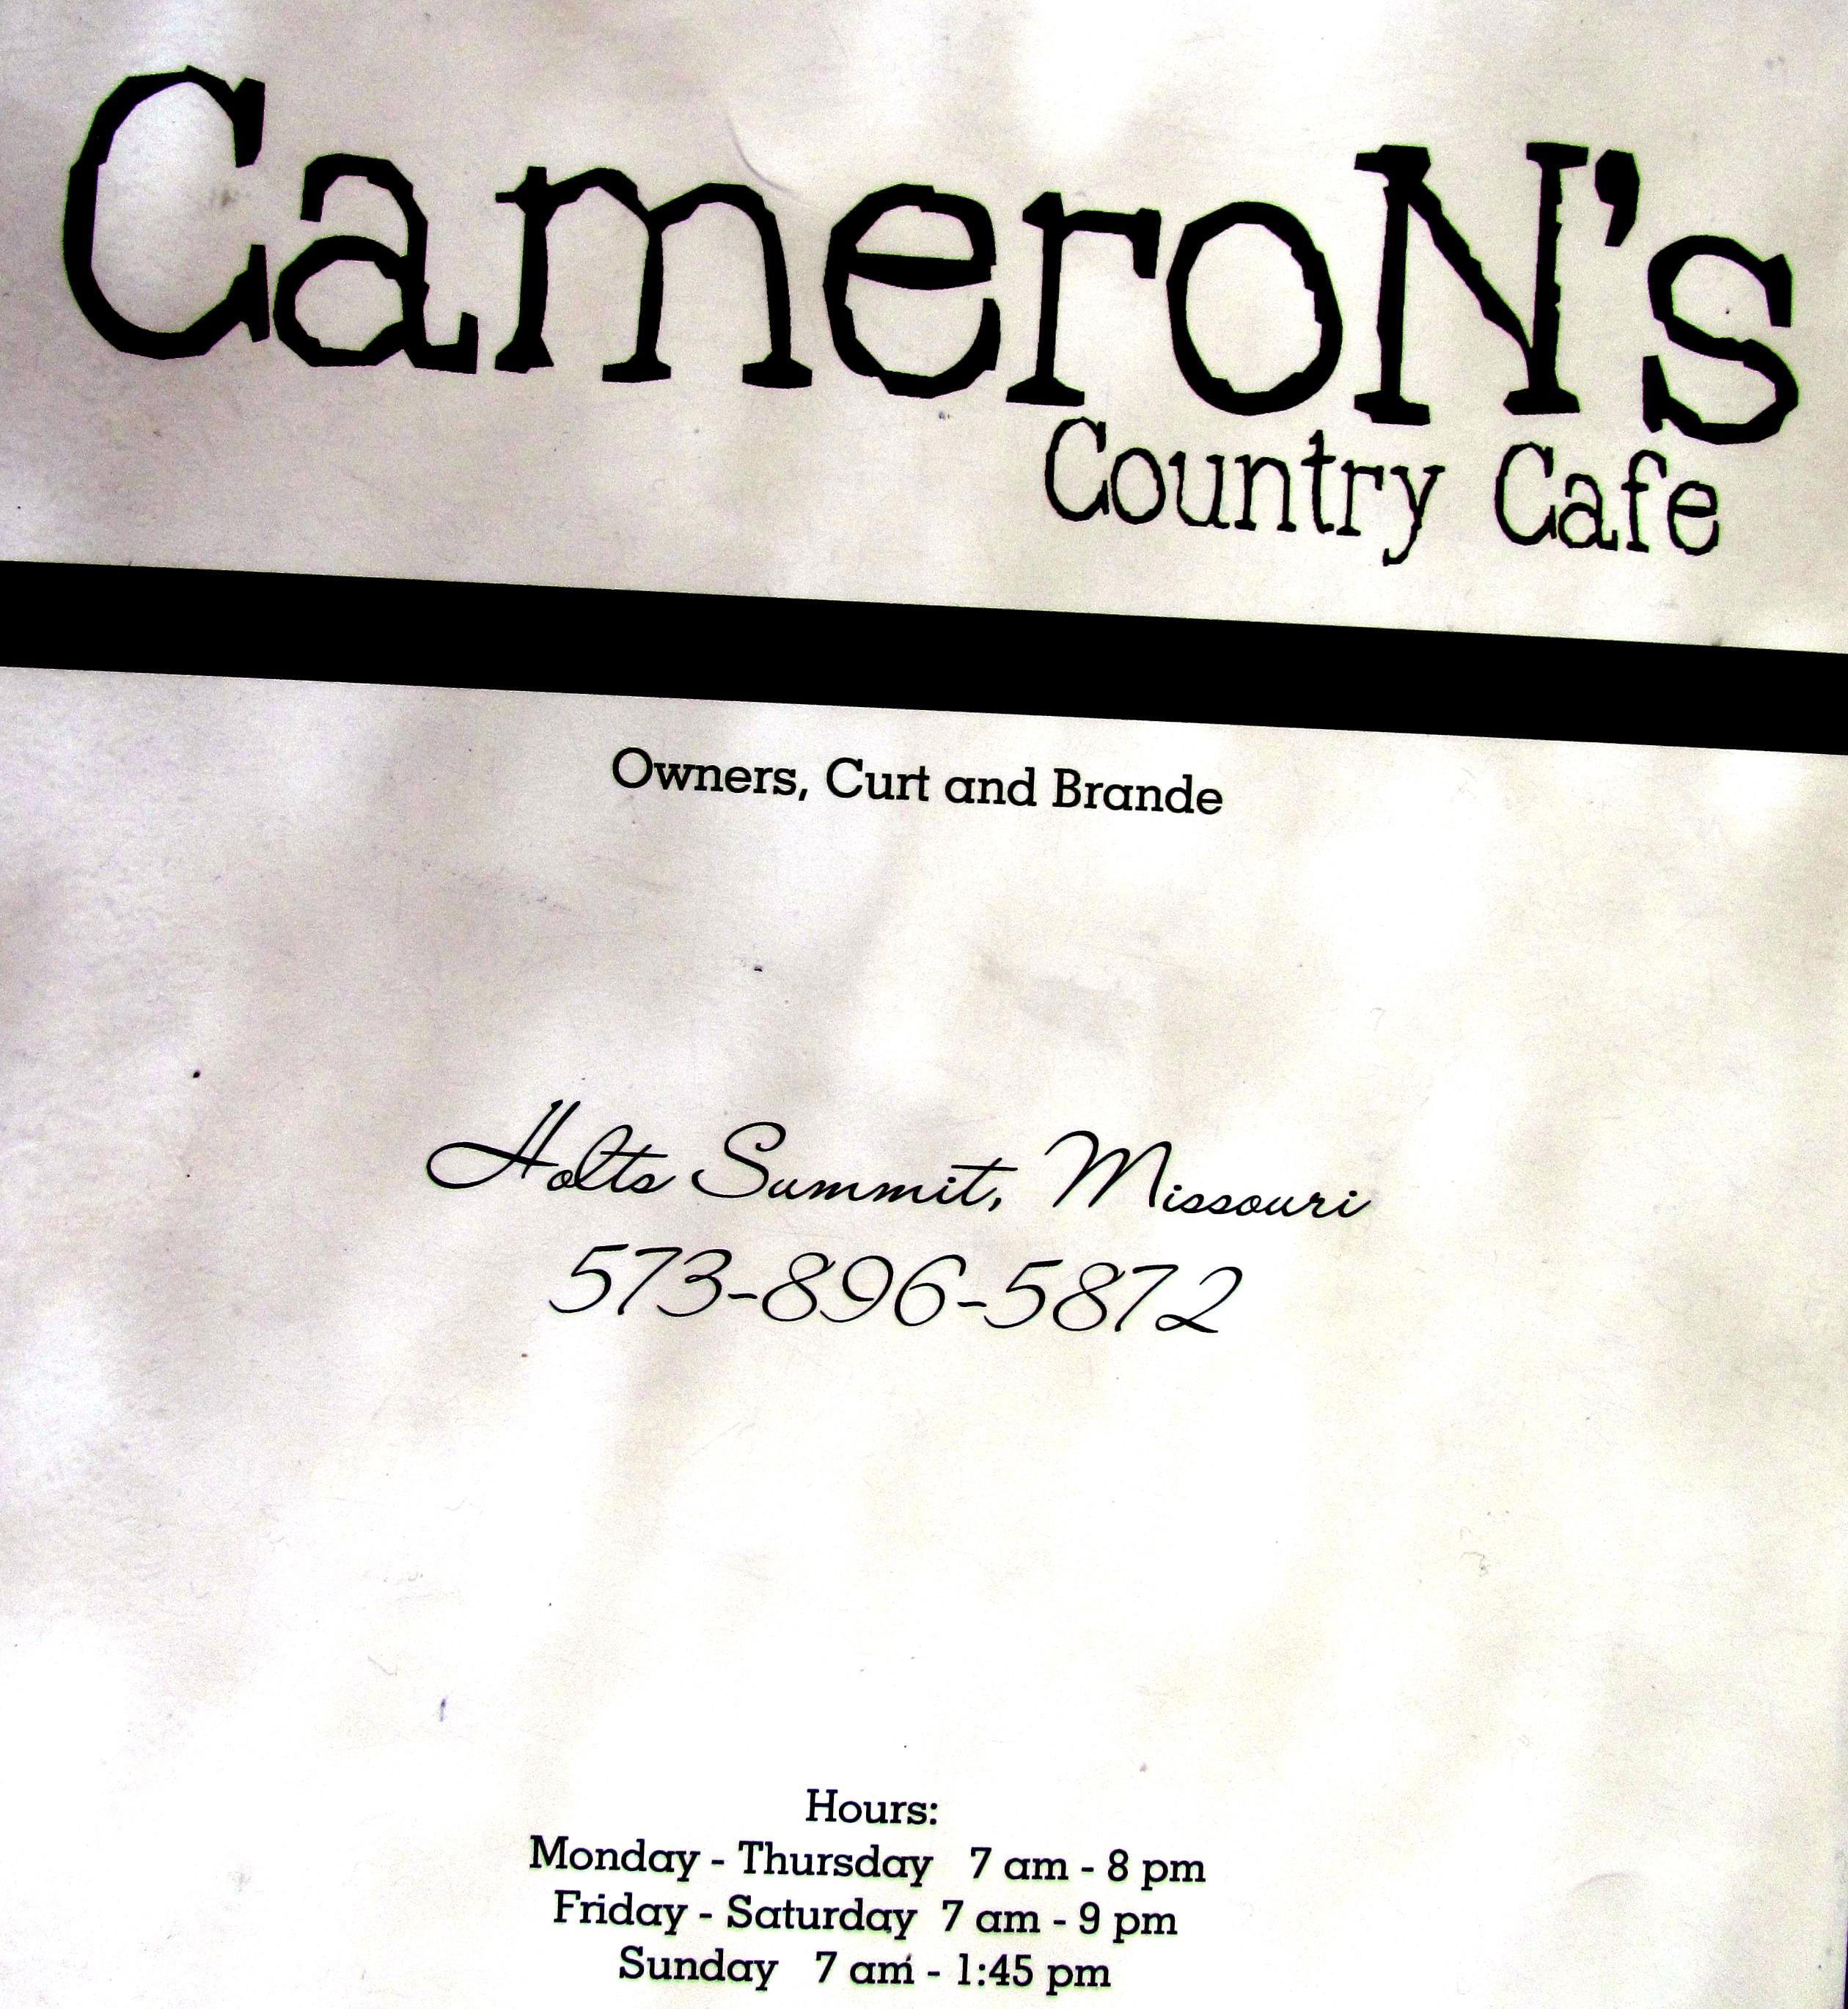 CameroN's
Country Cafe
Owners, Curt and Brande
Holts Summit, Missouri
573-896-5872
Hours:
Monday - Thursday 7 am - 8 pm
Friday - Saturday 7 am - 9 pm
Sunday 7 am - 1:45 pm